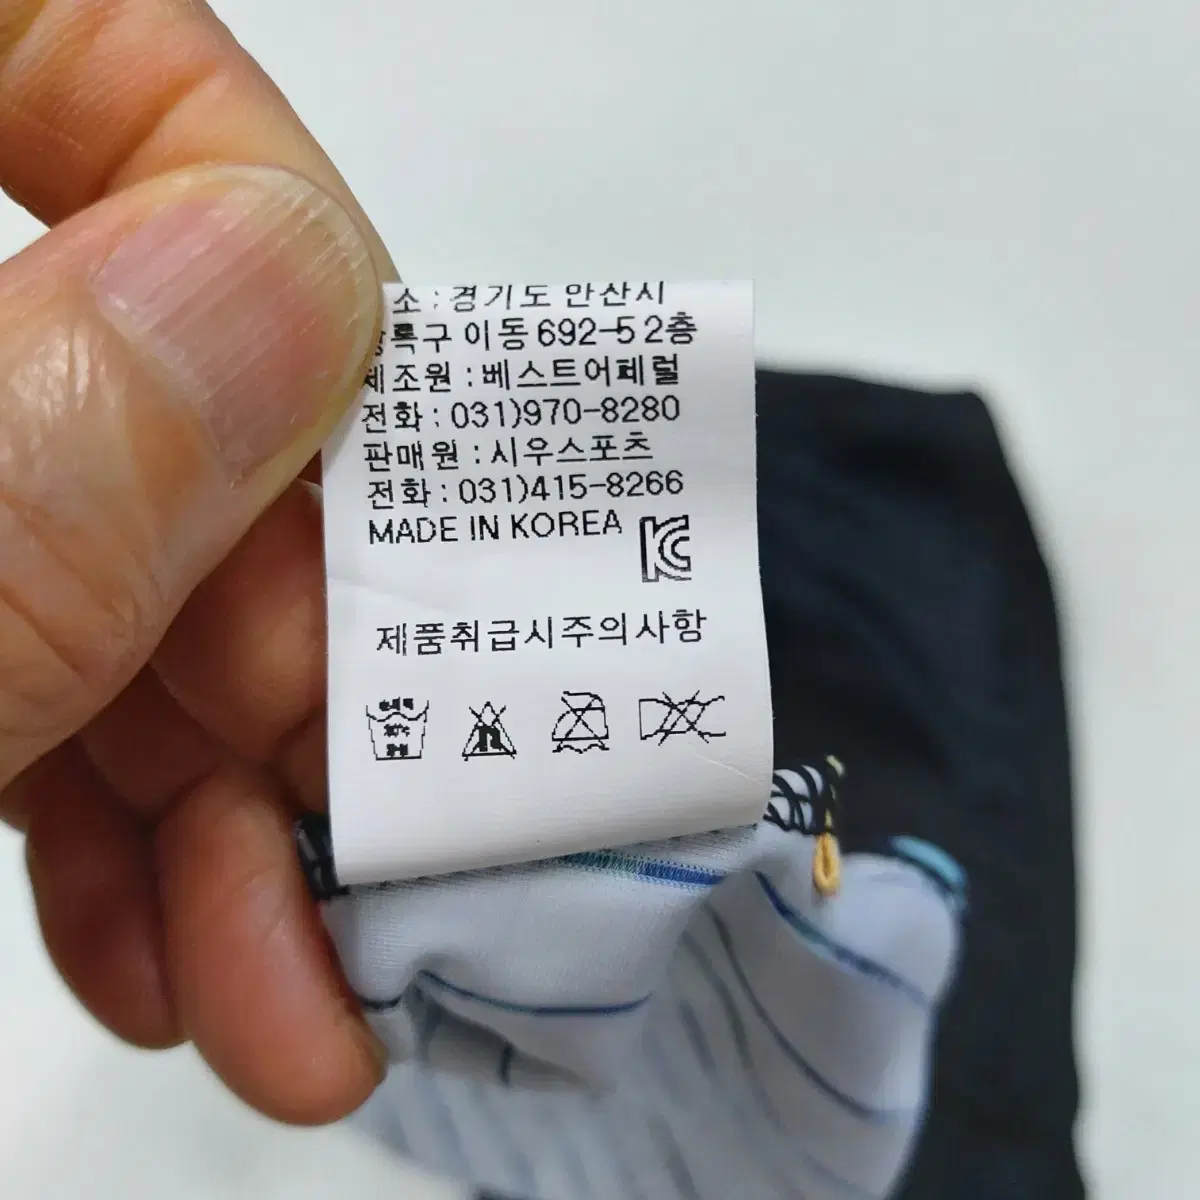 소 : 경기도 안산시
록구 이동 692-5 2층
제조원 : 베스트어페럴
전화 : 031)970-8280
판매원 : 시우스포츠
전화 : 031)415-8266
MADE IN KOREA
KC
제품취급시주의사항